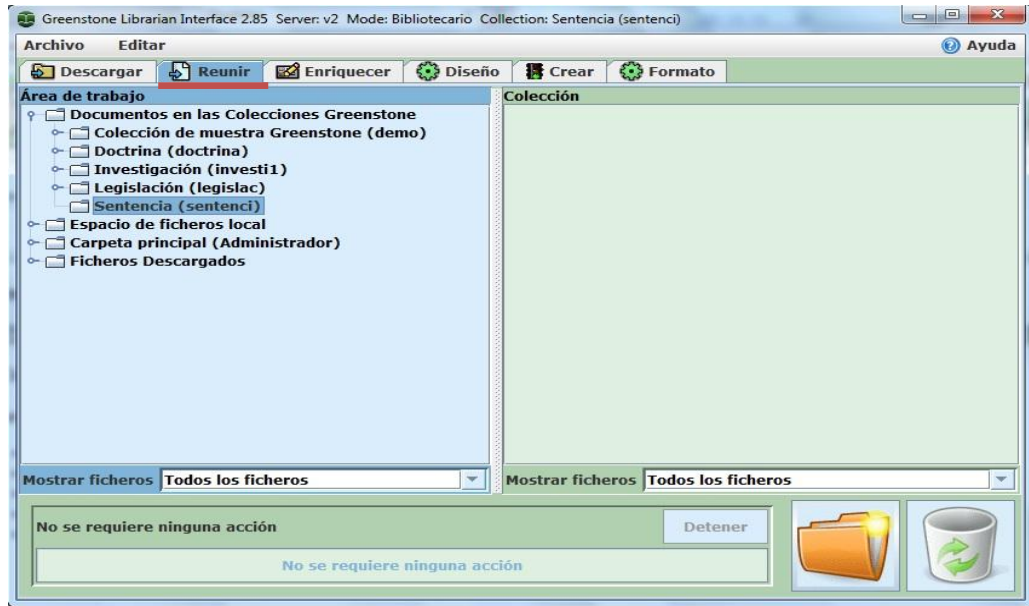 Greenstone Librarian Interface 2.85 Server: v2 Mode: Bibliotecario Collection: Sentencia (sentenci)
Archivo Editar Ayuda
Descargar Reunir Enriquecer Diseño Crear Formato
Área de trabajo
Documentos en las Colecciones Greenstone
Colección de muestra Greenstone (demo)
Doctrina (doctrina)
Investigación (investi1)
Legislación (legislac)
Sentencia (sentenci)
Espacio de ficheros local
Carpeta principal (Administrador)
Ficheros Descargados
Mostrar ficheros Todos los ficheros
Colección
Mostrar ficheros Todos los ficheros
No se requiere ninguna acción Detener
No se requiere ninguna acción